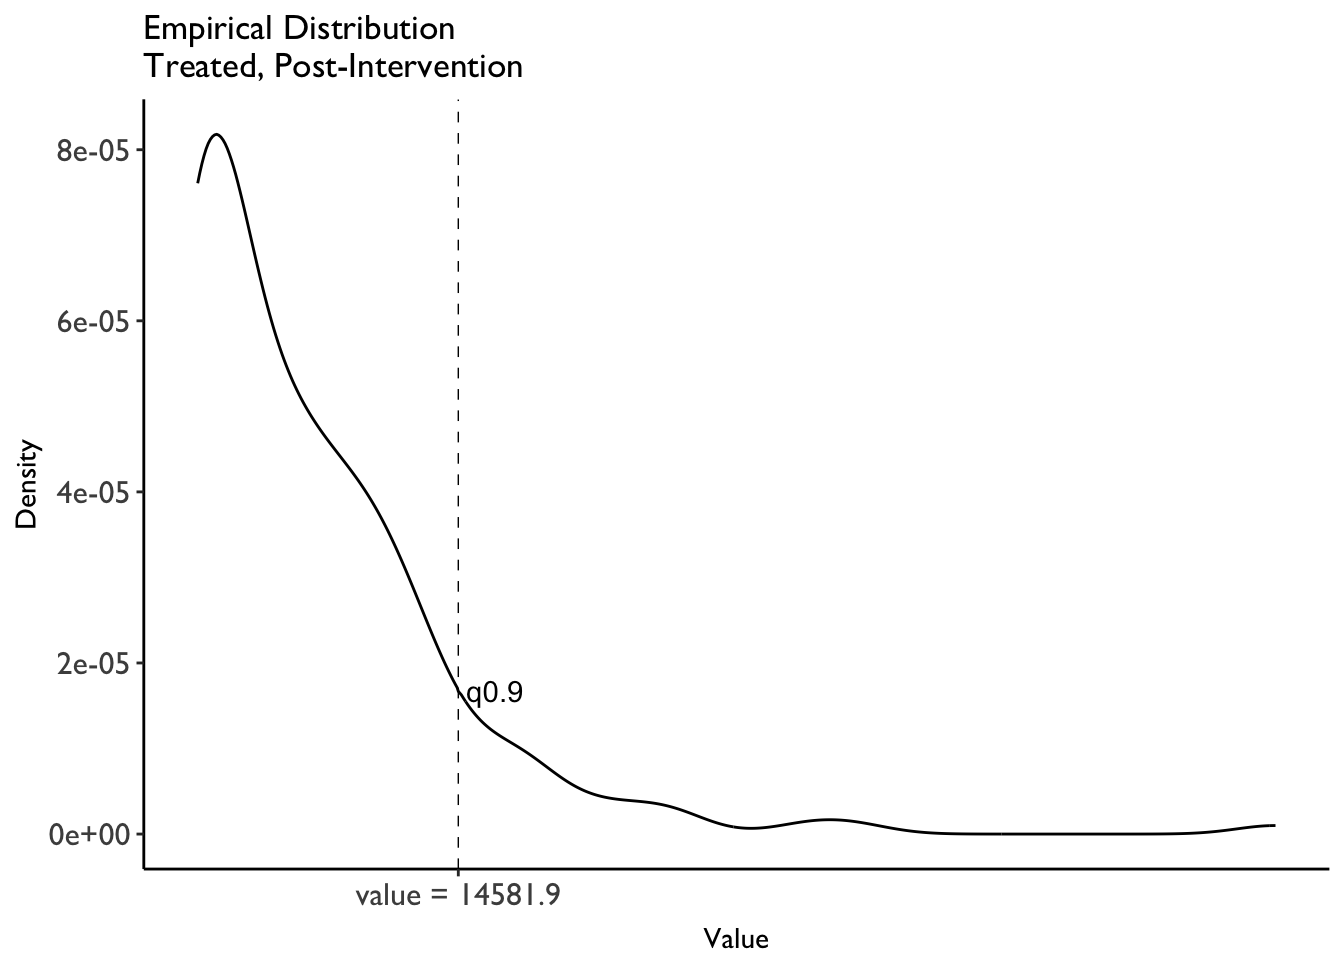 Empirical Distribution
Treated, Post-Intervention
8e-05
6e-05
4e-05
2e-05
0e+00
Density
q0.9
value = 14581.9
Value